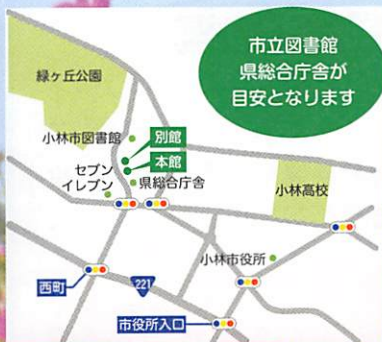 市立図書館
県総合庁舎が
目安となります
緑ヶ丘公園
小林市図書館
別館
本館
セブン
イレブン
県総合庁舎
小林高校
小林市役所
西町
221
市役所入口